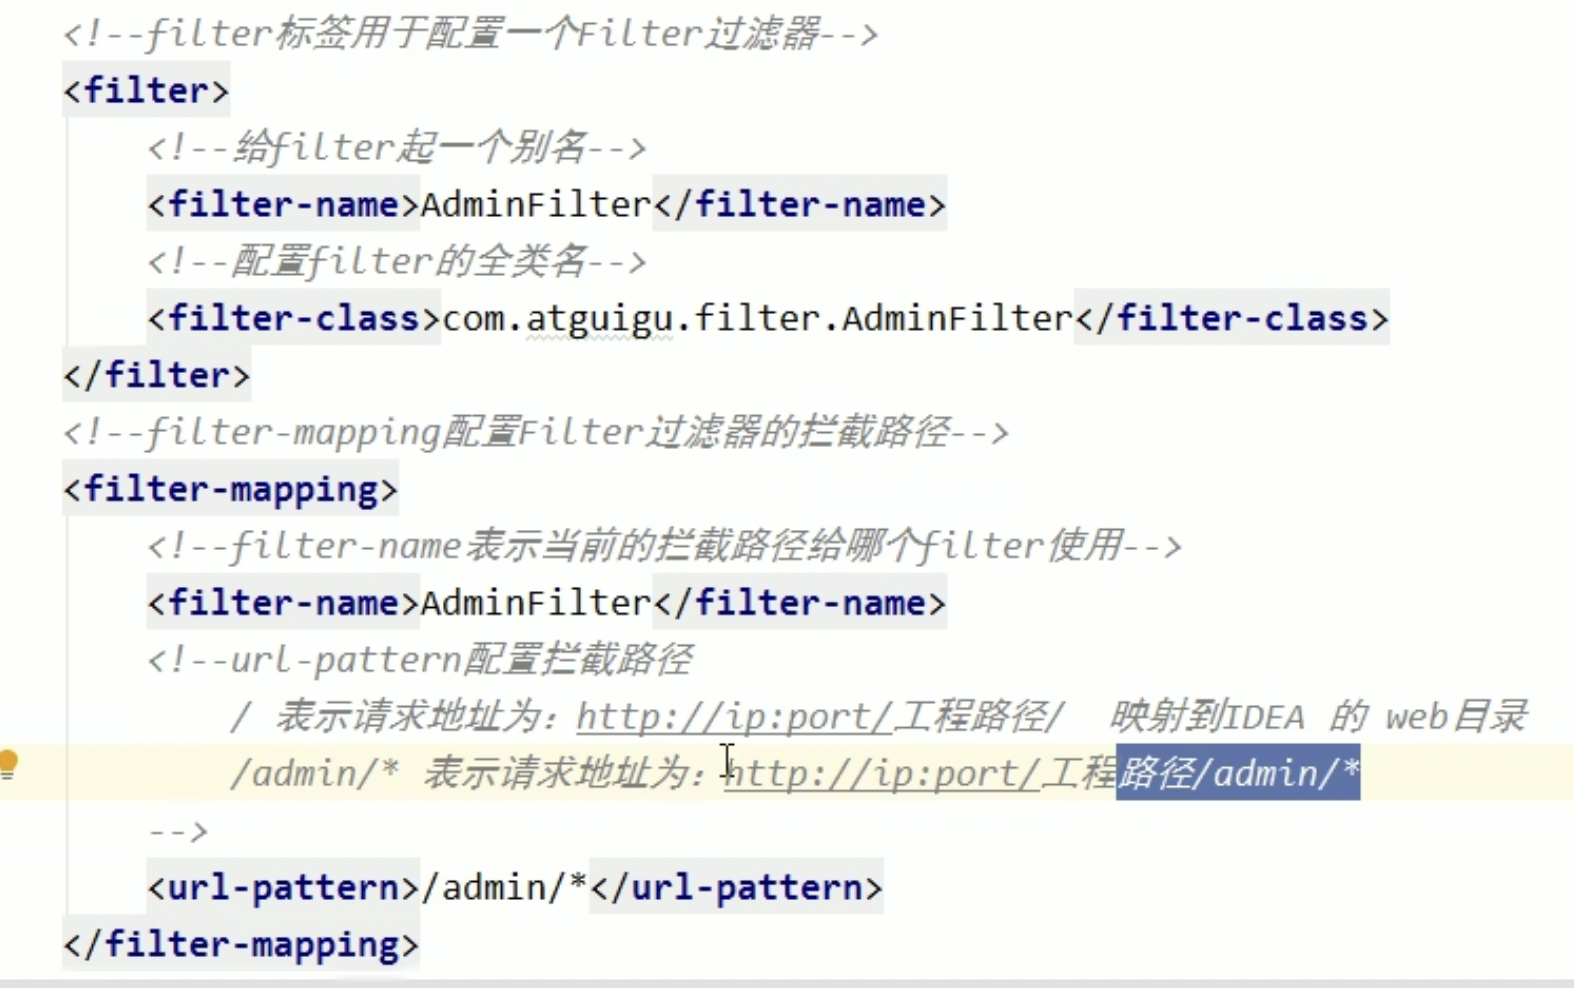 <!--filter标签用于配置一个Filter过滤器-->
<filter>
<!--给filter起一个别名-->
<filter-name>AdminFilter</filter-name>
<!--配置filter的全类名-->
<filter-class>com.atguigu.filter.AdminFilter</filter-class>
</filter>
<!--filter-mapping配置Filter过滤器的拦截路径-->
<filter-mapping>
<!--filter-name表示当前的拦截路径给哪个filter使用-->
<filter-name>AdminFilter</filter-name>
<!--url-pattern配置拦截路径
/ 表示请求地址为：http://ip:port/工程路径/ 映射到IDEA 的 web目录
/admin/* 表示请求地址为：http://ip:port/工程路径/admin/*
-->
<url-pattern>/admin/*</url-pattern>
</filter-mapping>